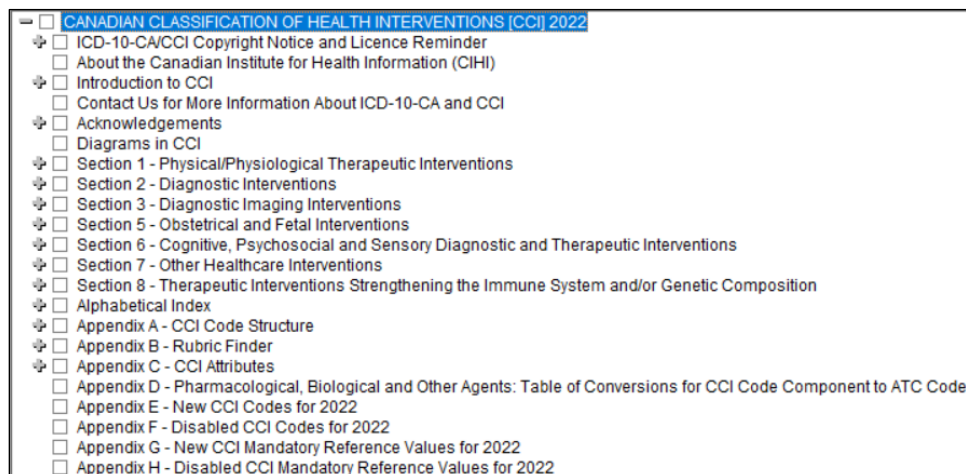 CANADIAN CLASSIFICATION OF HEALTH INTERVENTIONS [CCI] 2022
ICD-10-CA/CCI Copyright Notice and Licence Reminder
About the Canadian Institute for Health Information (CIHI)
Introduction to CCI
Contact Us for More Information About ICD-10-CA and CCI
Acknowledgements
Diagrams in CCI
Section 1 - Physical/Physiological Therapeutic Interventions
Section 2 - Diagnostic Interventions
Section 3 - Diagnostic Imaging Interventions
Section 5 - Obstetrical and Fetal Interventions
Section 6 - Cognitive, Psychosocial and Sensory Diagnostic and Therapeutic Interventions
Section 7 - Other Healthcare Interventions
Section 8 - Therapeutic Interventions Strengthening the Immune System and/or Genetic Composition
Alphabetical Index
Appendix A - CCI Code Structure
Appendix B - Rubric Finder
Appendix C - CCI Attributes
Appendix D - Pharmacological, Biological and Other Agents: Table of Conversions for CCI Code Component to ATC Code
Appendix E - New CCI Codes for 2022
Appendix F - Disabled CCI Codes for 2022
Appendix G - New CCI Mandatory Reference Values for 2022
Appendix H - Disabled CCI Mandatory Reference Values for 2022